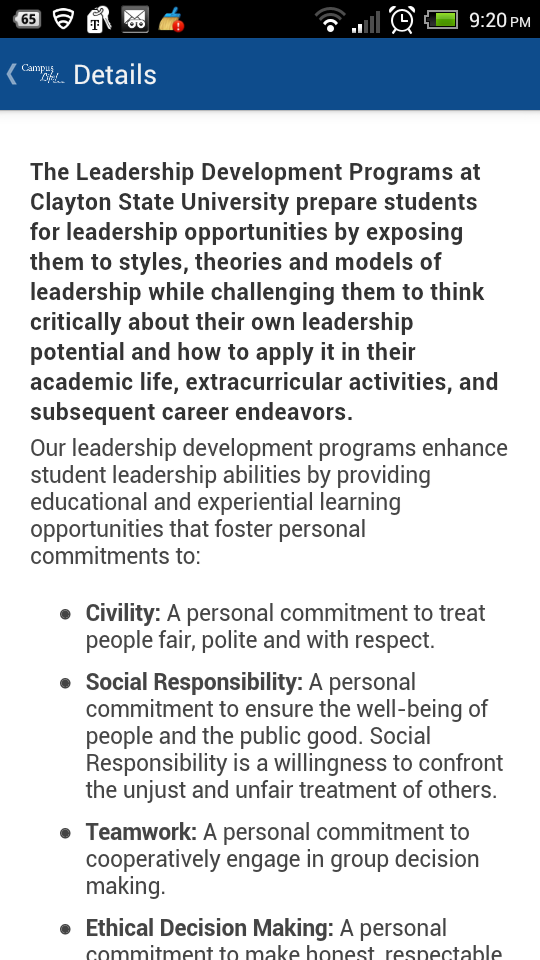 65
9:20 PM
Campus
Life!
Details
The Leadership Development Programs at
Clayton State University prepare students
for leadership opportunities by exposing
them to styles, theories and models of
leadership while challenging them to think
critically about their own leadership
potential and how to apply it in their
academic life, extracurricular activities, and
subsequent career endeavors.
Our leadership development programs enhance
student leadership abilities by providing
educational and experiential learning
opportunities that foster personal
commitments to:
Civility: A personal commitment to treat
people fair, polite and with respect.
Social Responsibility: A personal
commitment to ensure the well-being of
people and the public good. Social
Responsibility is a willingness to confront
the unjust and unfair treatment of others.
Teamwork: A personal commitment to
cooperatively engage in group decision
making.
Ethical Decision Making: A personal
commitment to make honest, respectable